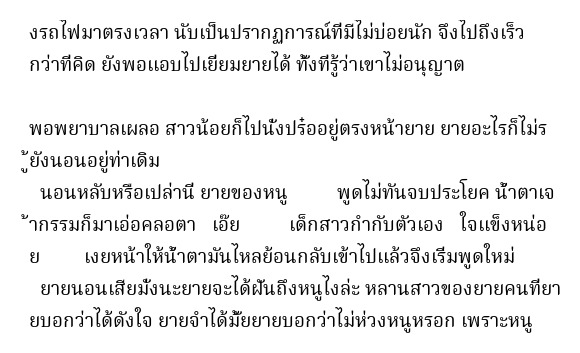 งรถไฟมาตรงเวลา นับเป็นปรากฏการณ์ที่มีไม่บ่อยนัก จึงไปถึงเร็ว
กว่าที่คิด ยังพอแอบไปเยี่ยมยายได้ ทั้งที่รู้ว่าเขาไม่อนุญาต
พอพยาบาลเผลอ สาวน้อยก็ไปนั่งปร๋ออยู่ตรงหน้ายาย ยายอะไรก็ไม่ร
ู้ยังนอนอยู่ท่าเดิม
นอนหลับหรือเปล่านี่ ยายของหนู พูดไม่ทันจบประโยค น้ำตาเจ
้ากรรมก็มาเอ่อคลอตา เอ๊ย เด็กสาวกำกับตัวเอง ใจแข็งหน่อ
ย เงยหน้าให้น้ำตามันไหลย้อนกลับเข้าไปแล้วจึงเริ่มพูดใหม่
ยายนอนเสียมั่งนะยายจะได้ฝันถึงหนูไงล่ะ หลานสาวของยายคนที่ยา
ยบอกว่าได้ดังใจ ยายจำได้มั้ยยายบอกว่าไม่ห่วงหนูหรอก เพราะหนู